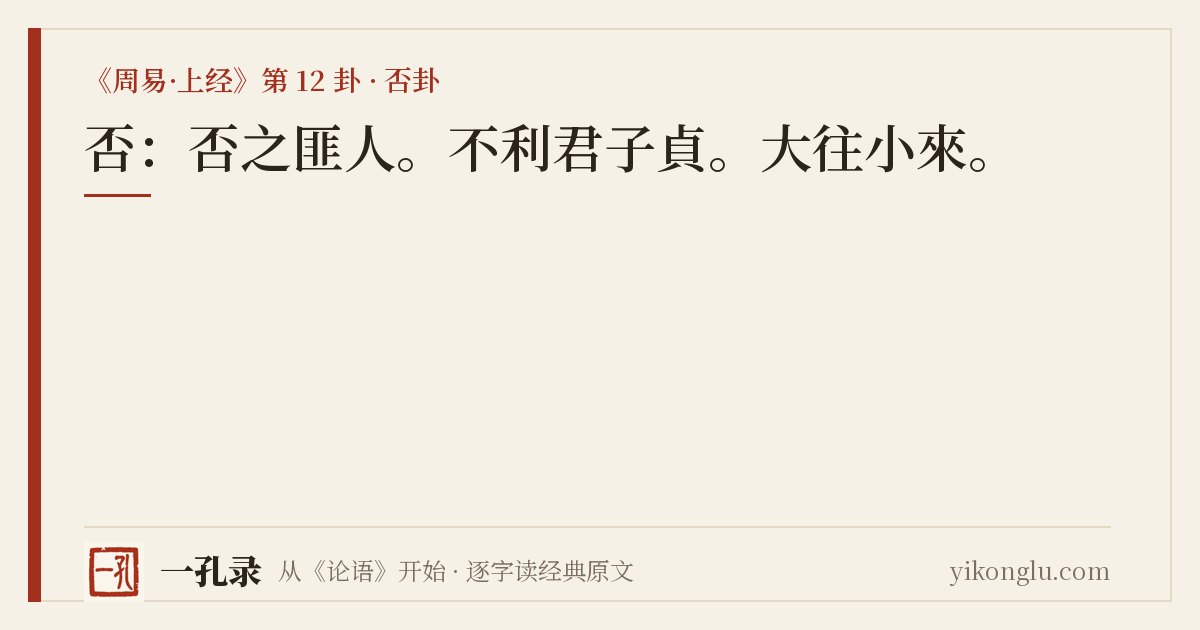 《周易·上经》第 12 卦 · 否卦
否：否之匪人。不利君子貞。大往小來。
一孔
一孔录 从《论语》开始 · 逐字读经典原文 yikonglu.com